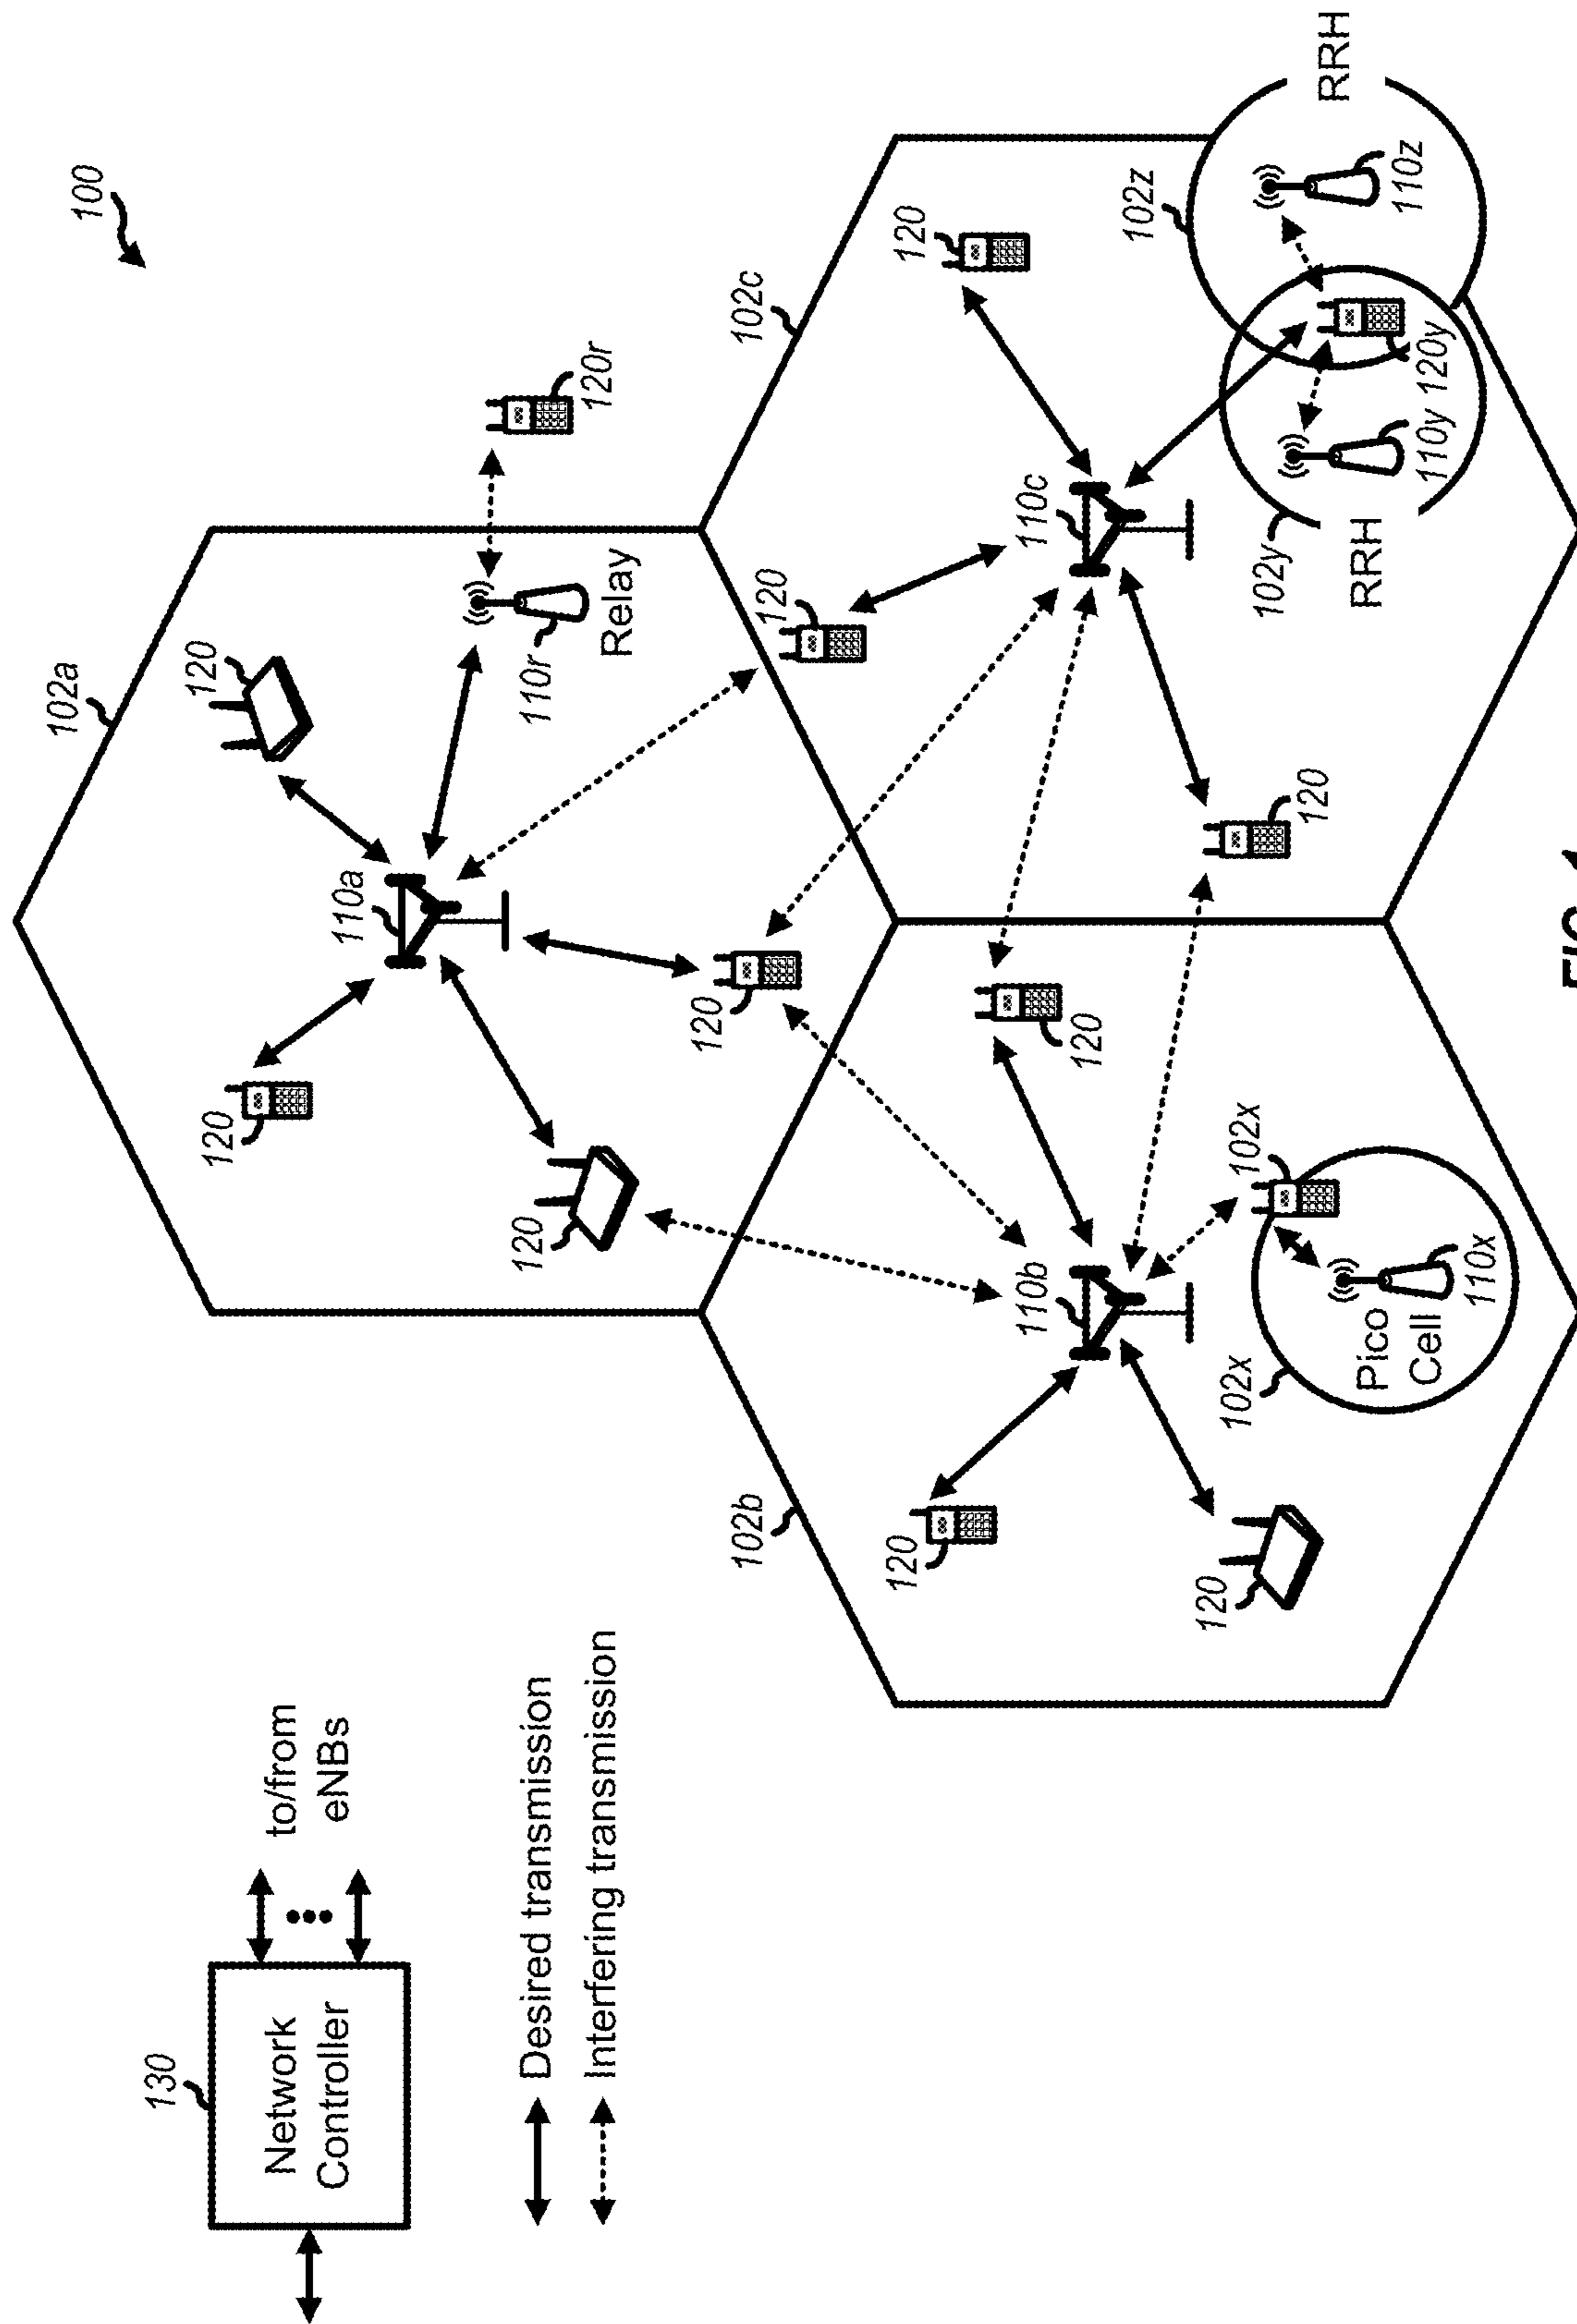 100
102a
130
120
120
Network
Controller
to/from
eNBs
110a
Desired transmission
Interfering transmission
120
110r
Relay
120r
120
102b
120
102c
120
120
120
110b
110c
102z
120
102x
102x
120
102y
Pico
Cell
110x
RRH
110y
120y
110z
RRH
FIG. 1